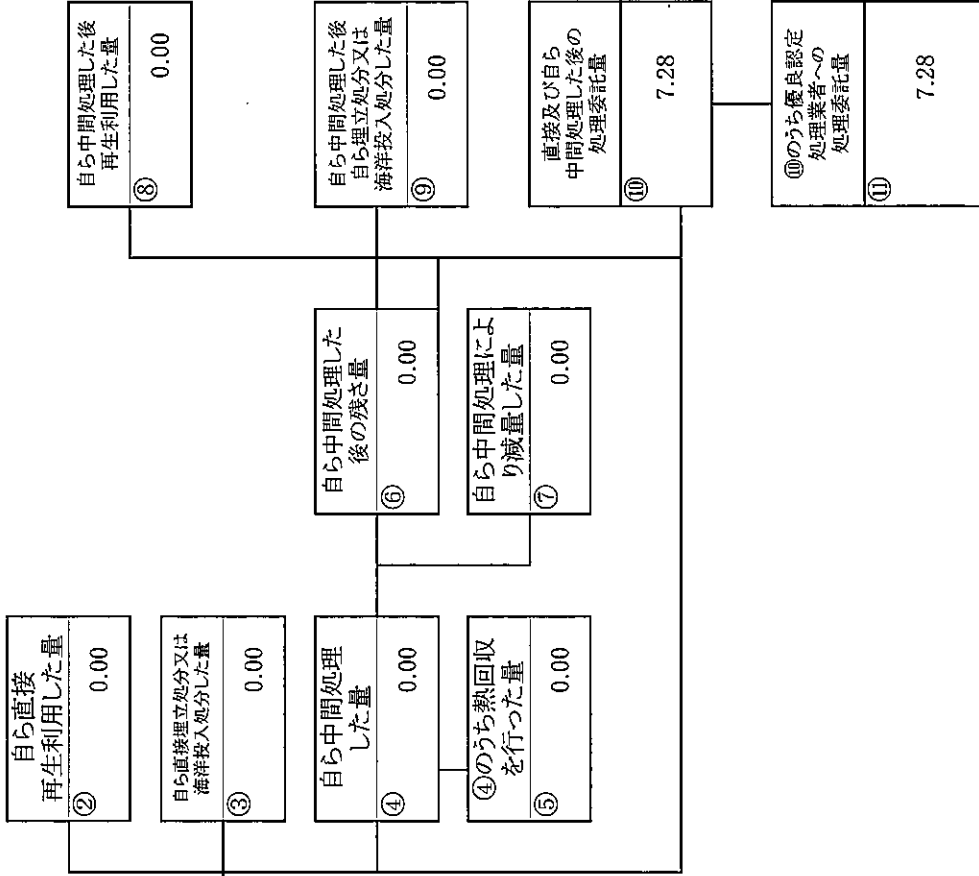 自ら直接
再生利用した量
②
0.00
自ら直接埋立処分又は
海洋投入処分した量
③
0.00
自ら中間処理
した量
④
0.00
④のうち熱回収
を行った量
⑤
0.00
自ら中間処理した
後の残さ量
⑥
0.00
自ら中間処理によ
り減量した量
⑦
0.00
自ら中間処理した後
再生利用した量
⑧
0.00
自ら中間処理した後
自ら埋立処分又は
海洋投入処分した量
⑨
0.00
直接及び自ら
中間処理した後の
処理委託量
⑩
7.28
⑩のうち優良認定
処理業者への
処理委託量
⑪
7.28